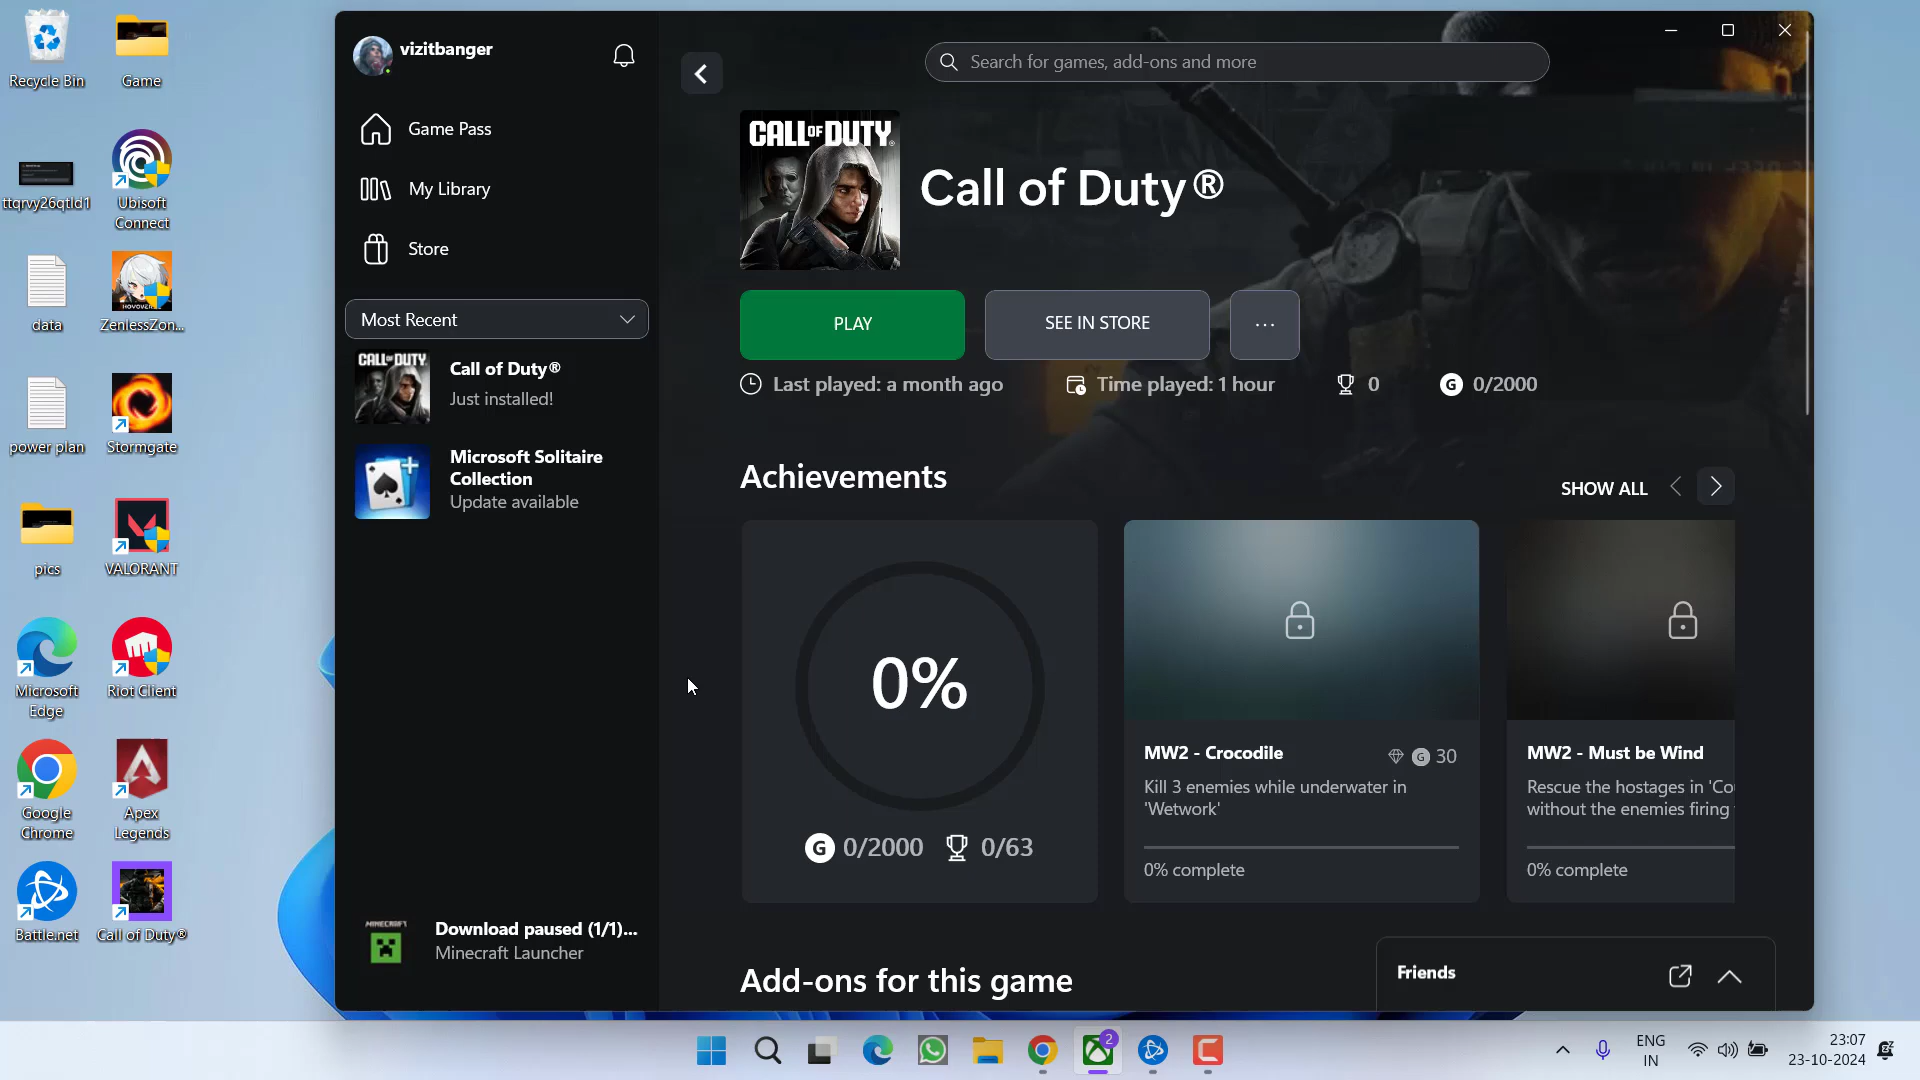 Recycle Bin
Game
ttqrvy26qtld1
Ubisoft
Connect
data
HOYOVER
ZenlessZon...
power plan
Stormgate
pics
VALORANT
Microsoft
Edge
Riot Client
Google
Chrome
Apex
Legends
Battle.net
Call of Duty®
vizitbanger
Game Pass
My Library
Store
Most Recent
CALL OF DUTY
Call of Duty®
Just installed!
Microsoft Solitaire
Collection
Update available
MINECRAFT
Download paused (1/1)...
Minecraft Launcher
Search for games, add-ons and more
CALL OF DUTY
Call of Duty®
PLAY
SEE IN STORE
...
Last played: a month ago
Time played: 1 hour
0
G 0/2000
Achievements
SHOW ALL
0%
G 0/2000
0/63
MW2 - Crocodile
G 30
Kill 3 enemies while underwater in
'Wetwork'
0% complete
MW2 - Must be Wind
Rescue the hostages in 'Co
without the enemies firing
0% complete
Add-ons for this game
Friends
2
ENG
IN
23:07
23-10-2024